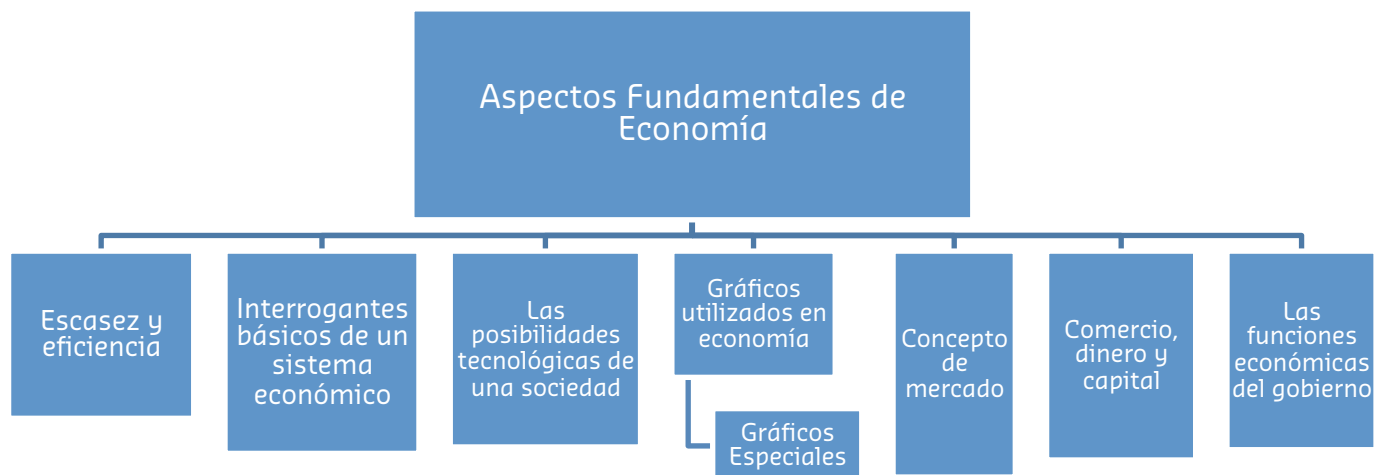 Aspectos Fundamentales de
Economía
Escasez y
eficiencia
Interrogantes
básicos de un
sistema
económico
Las
posibilidades
tecnológicas de
una sociedad
Gráficos
utilizados en
economía
Gráficos
Especiales
Concepto
de
mercado
Comercio,
dinero y
capital
Las
funciones
económicas
del gobierno